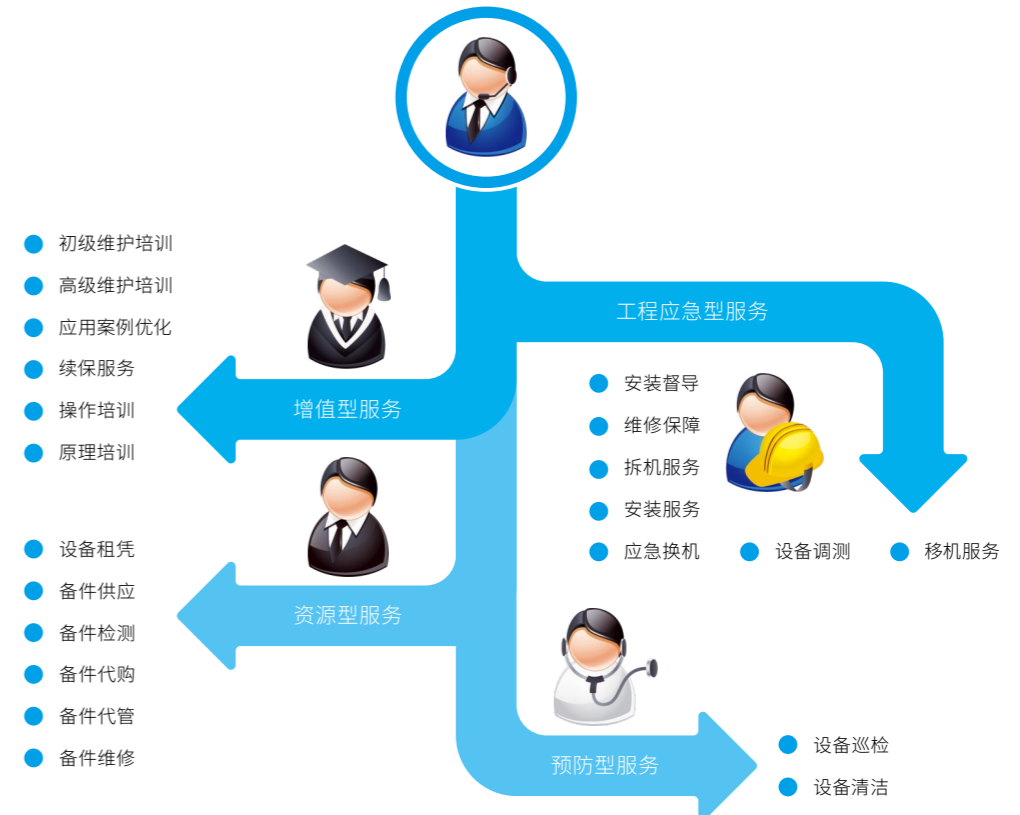 初级维护培训
高级维护培训
应用案例优化
续保服务
操作培训
原理培训
增值型服务
工程应急型服务
安装督导
维修保障
拆机服务
安装服务
应急换机 设备调测 移机服务
设备租凭
备件供应
备件检测
备件代购
备件代管
备件维修
资源型服务
预防型服务
设备巡检
设备清洁